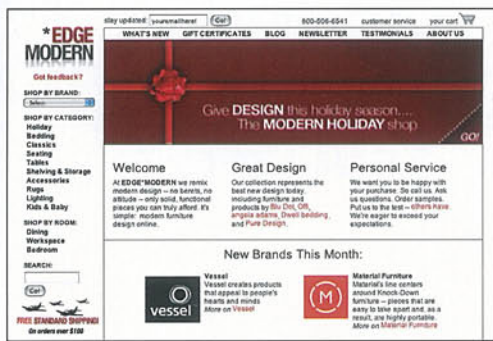 stay updated: youremailhere! Go!
800-606-6641 customer service your cart
*EDGE
MODERN
WHAT'S NEW GIFT CERTIFICATES BLOG NEWSLETTER TESTIMONIALS ABOUT US
Got feedback?
SHOP BY BRAND:
Select
SHOP BY CATEGORY:
Holiday
Bedding
Classics
Seating
Tables
Shelving & Storage
Accessories
Rugs
Lighting
Kids & Baby
SHOP BY ROOM:
Dining
Workspace
Bedroom
SEARCH:
Go!
FREE STANDARD SHIPPING!
On orders over $100
Give DESIGN this holiday season....
The MODERN HOLIDAY shop
GO!
Welcome
At EDGE*MODERN we remix
modern design – no berets, no
attitude – only solid, functional
pieces you can truly afford. It's
simple: modern furniture
design online.
Great Design
Our collection represents the
best new design of our time,
including furniture and
products by Blu Dot, Offi,
angela adams, Dwell bedding,
and Pure Design.
Personal Service
We want you to be happy with
your purchase. So call us. Ask
us questions. Order samples.
Put us to the test – others have.
We're eager to exceed your
expectations.
New Brands This Month:
vessel
Vessel
Vessel creates products
that appeal to people's
hearts and minds
More on Vessel
M
Material Furniture
Material's line centers
around Knock-Down
furniture – pieces that are
easy to take apart and, as a
result, are highly portable.
More on Material Furniture